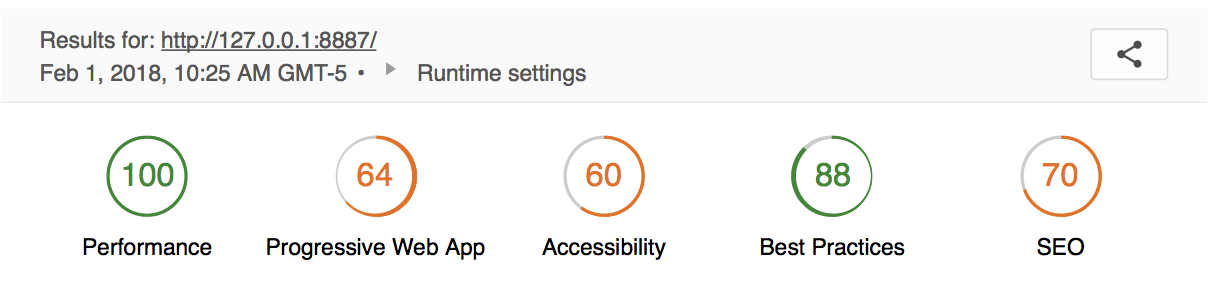 Results for: http://127.0.0.1:8887/
Feb 1, 2018, 10:25 AM GMT-5 • Runtime settings
100 64 60 88 70
Performance Progressive Web App Accessibility Best Practices SEO